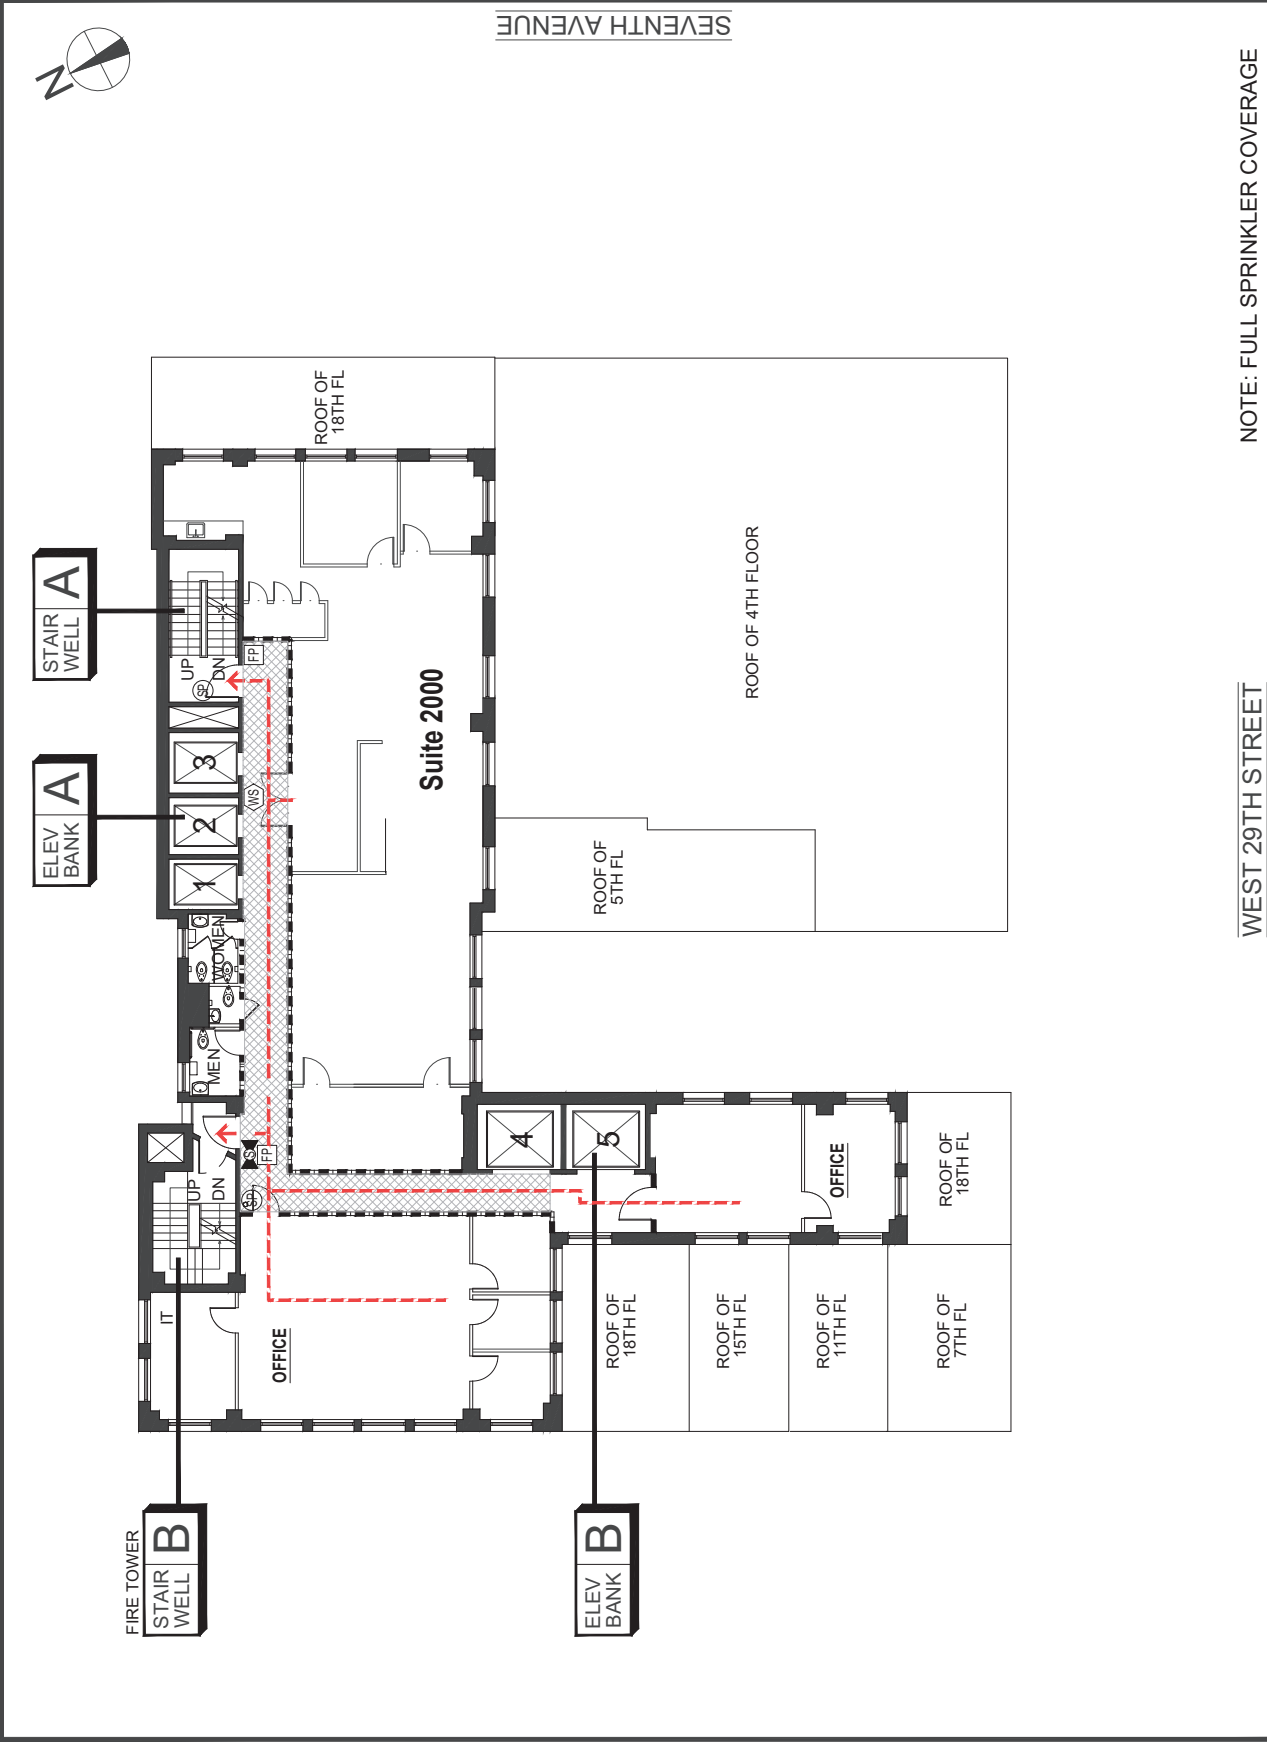 SEVENTH AVENUE
N
NOTE: FULL SPRINKLER COVERAGE
WEST 29TH STREET
STAIR
WELL
A
ELEV
BANK
A
FIRE TOWER
STAIR
WELL
B
ELEV
BANK
B
ROOF OF
18TH FL
ROOF OF 4TH FLOOR
ROOF OF
5TH FL
ROOF OF
18TH FL
ROOF OF
18TH FL
ROOF OF
15TH FL
ROOF OF
11TH FL
ROOF OF
7TH FL
Suite 2000
OFFICE
OFFICE
IT
MEN
WOMEN
UP
DN
UP
DN
SP
FP
WS
S
FP
SP
1
2
3
4
5